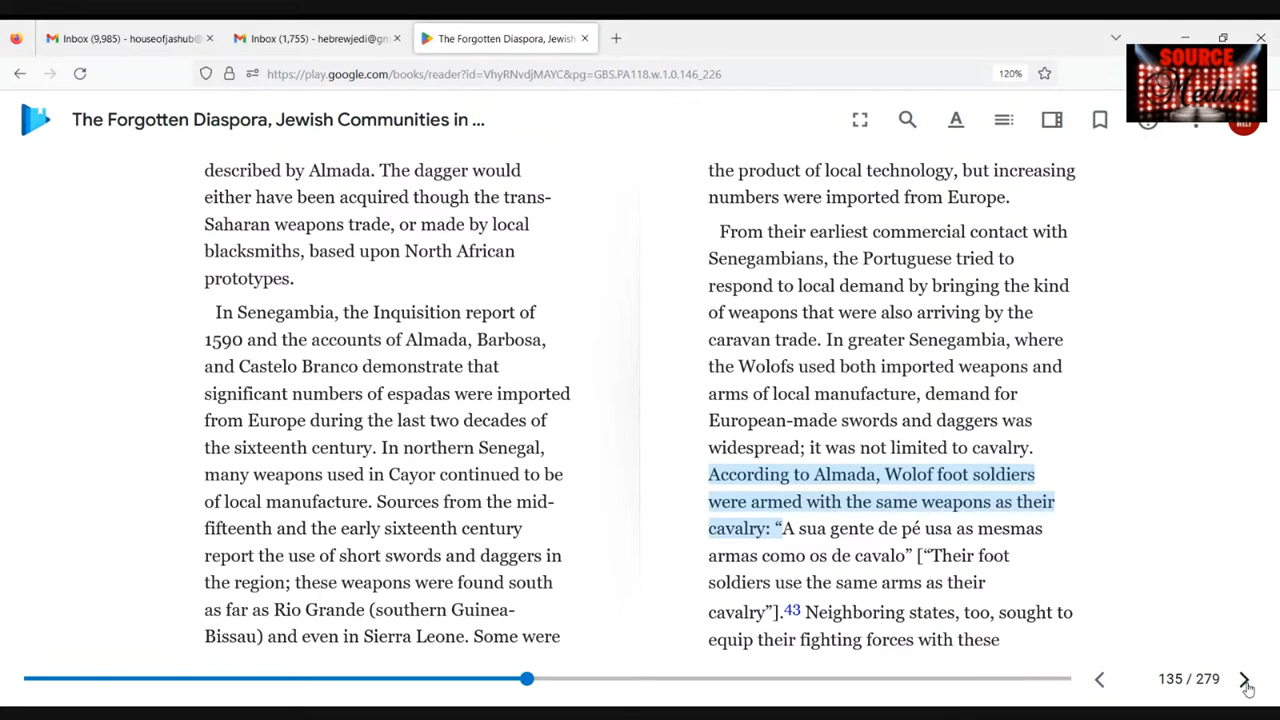 Inbox (9,985) - houseofjashub@
Inbox (1,755) - hebrewjedi@gm
The Forgotten Diaspora, Jewish
https://play.google.com/books/reader?id=VhyRNvdjMAYC&pg=GBS.PA118.w.1.0.146_226
120%
SOURCE
Media
The Forgotten Diaspora, Jewish Communities in ...
described by Almada. The dagger would
either have been acquired though the trans-
Saharan weapons trade, or made by local
blacksmiths, based upon North African
prototypes.
In Senegambia, the Inquisition report of
1590 and the accounts of Almada, Barbosa,
and Castelo Branco demonstrate that
significant numbers of espadas were imported
from Europe during the last two decades of
the sixteenth century. In northern Senegal,
many weapons used in Cayor continued to be
of local manufacture. Sources from the mid-
fifteenth and the early sixteenth century
report the use of short swords and daggers in
the region; these weapons were found south
as far as Rio Grande (southern Guinea-
Bissau) and even in Sierra Leone. Some were
the product of local technology, but increasing
numbers were imported from Europe.
From their earliest commercial contact with
Senegambians, the Portuguese tried to
respond to local demand by bringing the kind
of weapons that were also arriving by the
caravan trade. In greater Senegambia, where
the Wolofs used both imported weapons and
arms of local manufacture, demand for
European-made swords and daggers was
widespread; it was not limited to cavalry.
According to Almada, Wolof foot soldiers
were armed with the same weapons as their
cavalry: “A sua gente de pé usa as mesmas
armas como os de cavalo” [“Their foot
soldiers use the same arms as their
cavalry”].43 Neighboring states, too, sought to
equip their fighting forces with these
135 / 279